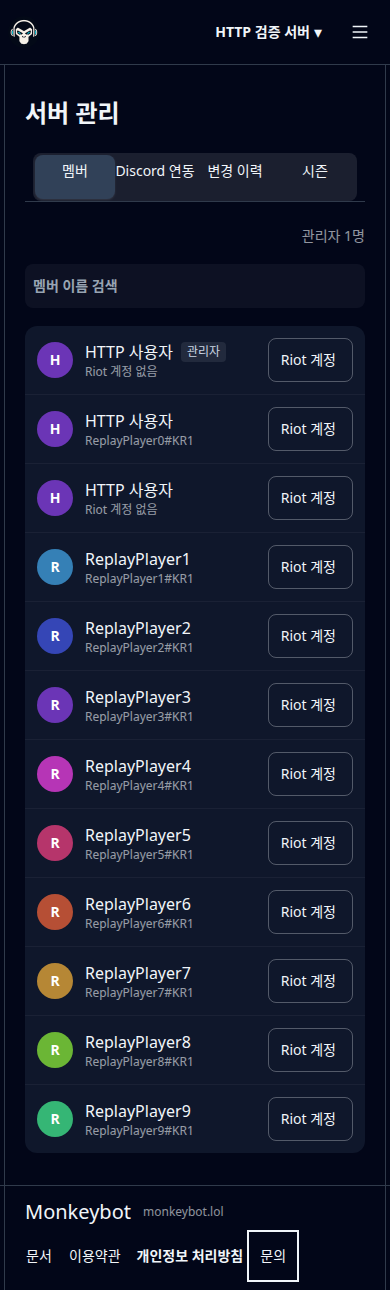 HTTP 검증 서버 ▼
서버 관리
멤버 Discord 연동 변경 이력 시즌
관리자 1명
멤버 이름 검색
H HTTP 사용자 관리자 Riot 계정
Riot 계정 없음
H HTTP 사용자 Riot 계정
ReplayPlayer0#KR1
H HTTP 사용자 Riot 계정
Riot 계정 없음
R ReplayPlayer1 Riot 계정
ReplayPlayer1#KR1
R ReplayPlayer2 Riot 계정
ReplayPlayer2#KR1
R ReplayPlayer3 Riot 계정
ReplayPlayer3#KR1
R ReplayPlayer4 Riot 계정
ReplayPlayer4#KR1
R ReplayPlayer5 Riot 계정
ReplayPlayer5#KR1
R ReplayPlayer6 Riot 계정
ReplayPlayer6#KR1
R ReplayPlayer7 Riot 계정
ReplayPlayer7#KR1
R ReplayPlayer8 Riot 계정
ReplayPlayer8#KR1
R ReplayPlayer9 Riot 계정
ReplayPlayer9#KR1
Monkeybot monkeybot.lol
문서 이용약관 개인정보 처리방침 문의